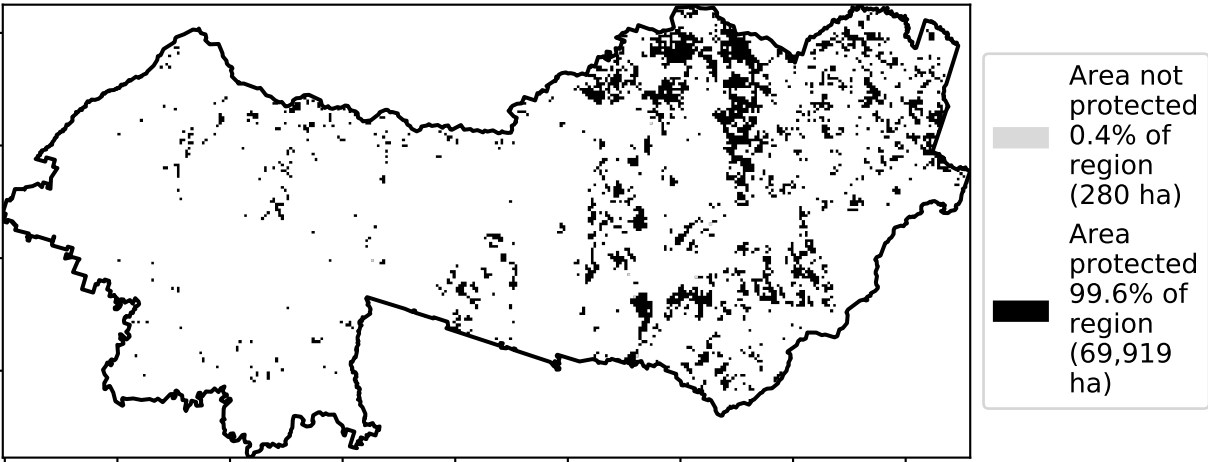 Area not
protected
0.4% of
region
(280 ha)
Area
protected
99.6% of
region
(69,919
ha)